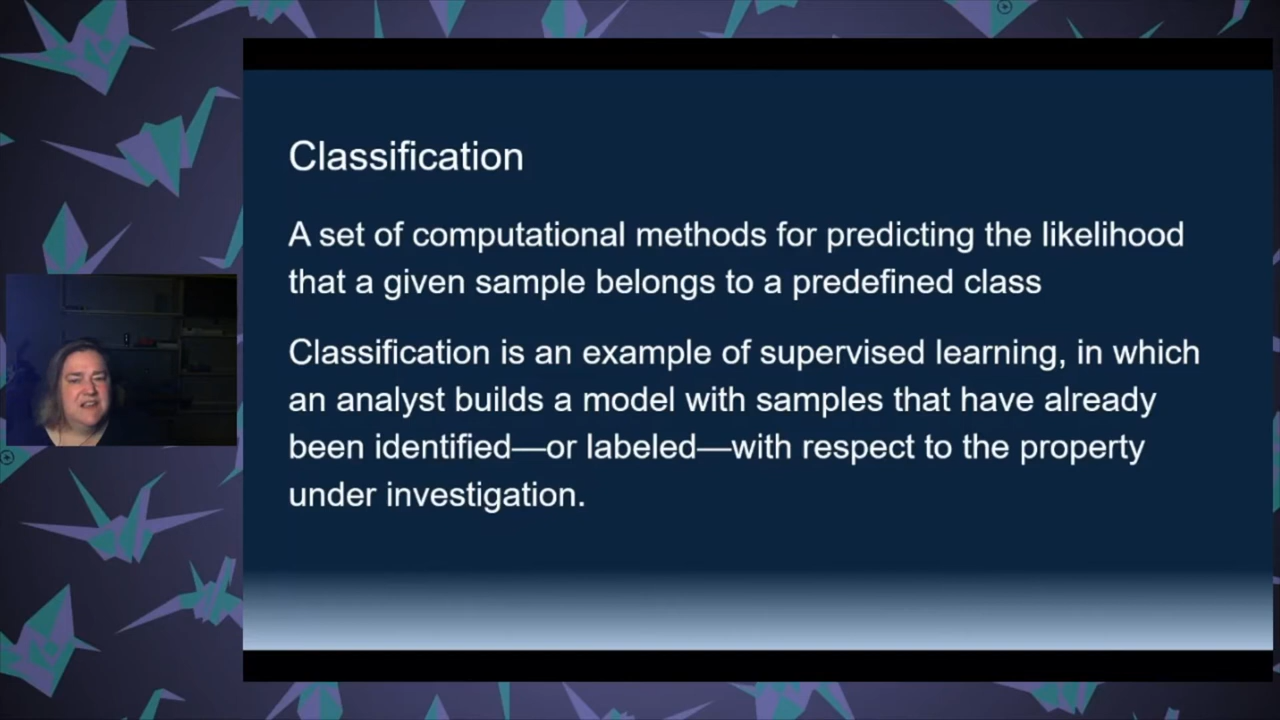 Classification
A set of computational methods for predicting the likelihood
that a given sample belongs to a predefined class
Classification is an example of supervised learning, in which
an analyst builds a model with samples that have already
been identified—or labeled—with respect to the property
under investigation.